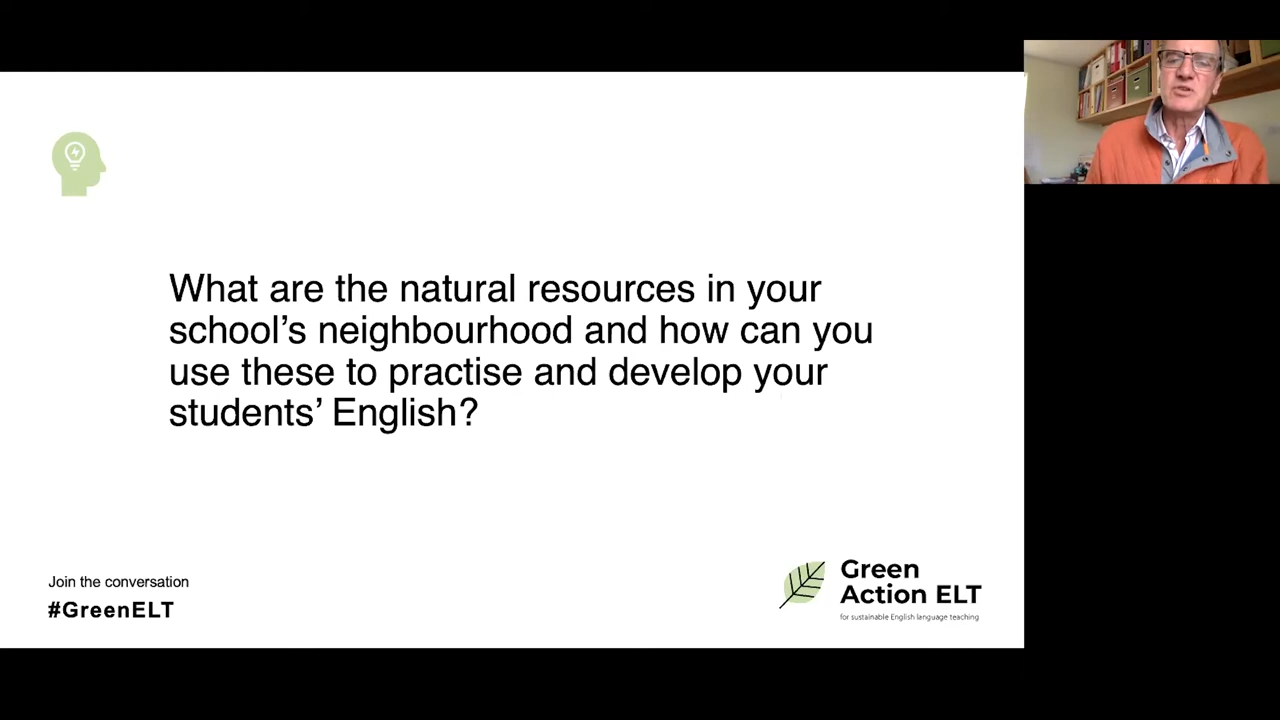 What are the natural resources in your
school’s neighbourhood and how can you
use these to practise and develop your
students’ English?
Join the conversation
#GreenELT
Green
Action ELT
for sustainable English language teaching